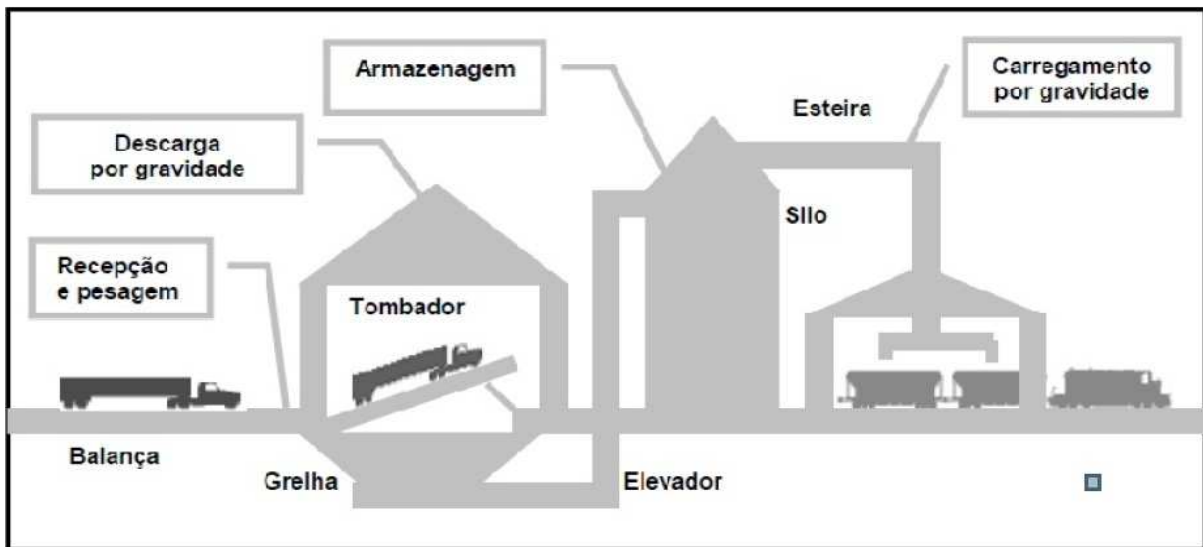 Armazenagem
Carregamento
por gravidade
Esteira
Descarga
por gravidade
Silo
Recepção
e pesagem
Tombador
Balança
Grelha
Elevador